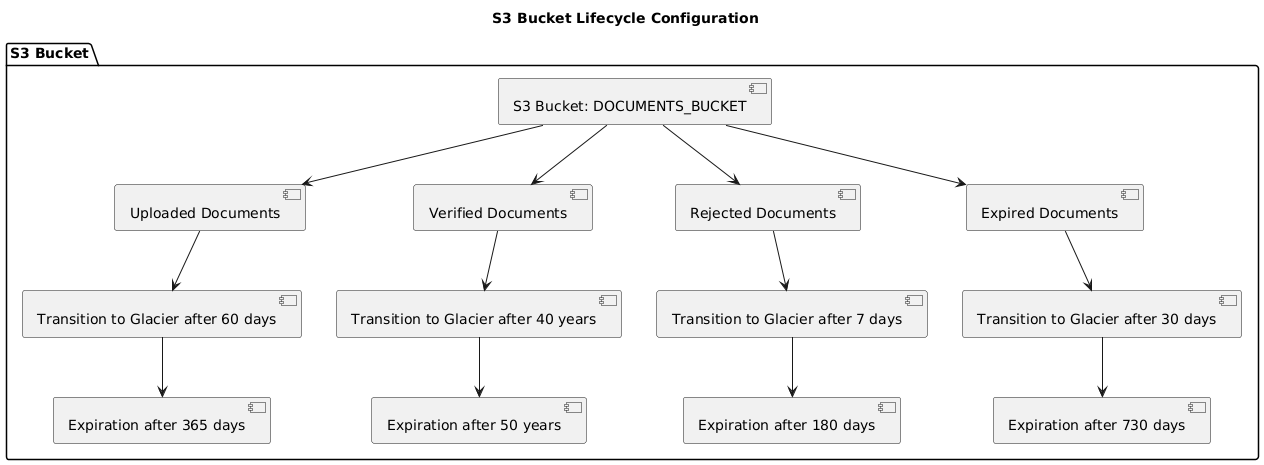 S3 Bucket Lifecycle Configuration
S3 Bucket
S3 Bucket: DOCUMENTS_BUCKET
Uploaded Documents
Verified Documents
Rejected Documents
Expired Documents
Transition to Glacier after 60 days
Transition to Glacier after 40 years
Transition to Glacier after 7 days
Transition to Glacier after 30 days
Expiration after 365 days
Expiration after 50 years
Expiration after 180 days
Expiration after 730 days